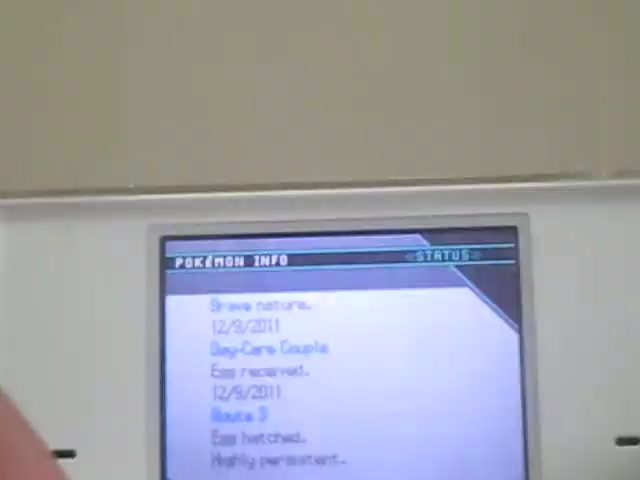 POKÉMON INFO
STATUS
Brave nature.
12/9/2011
Day-Care Couple
Egg received.
12/9/2011
Route 3
Egg hatched.
Highly persistent.